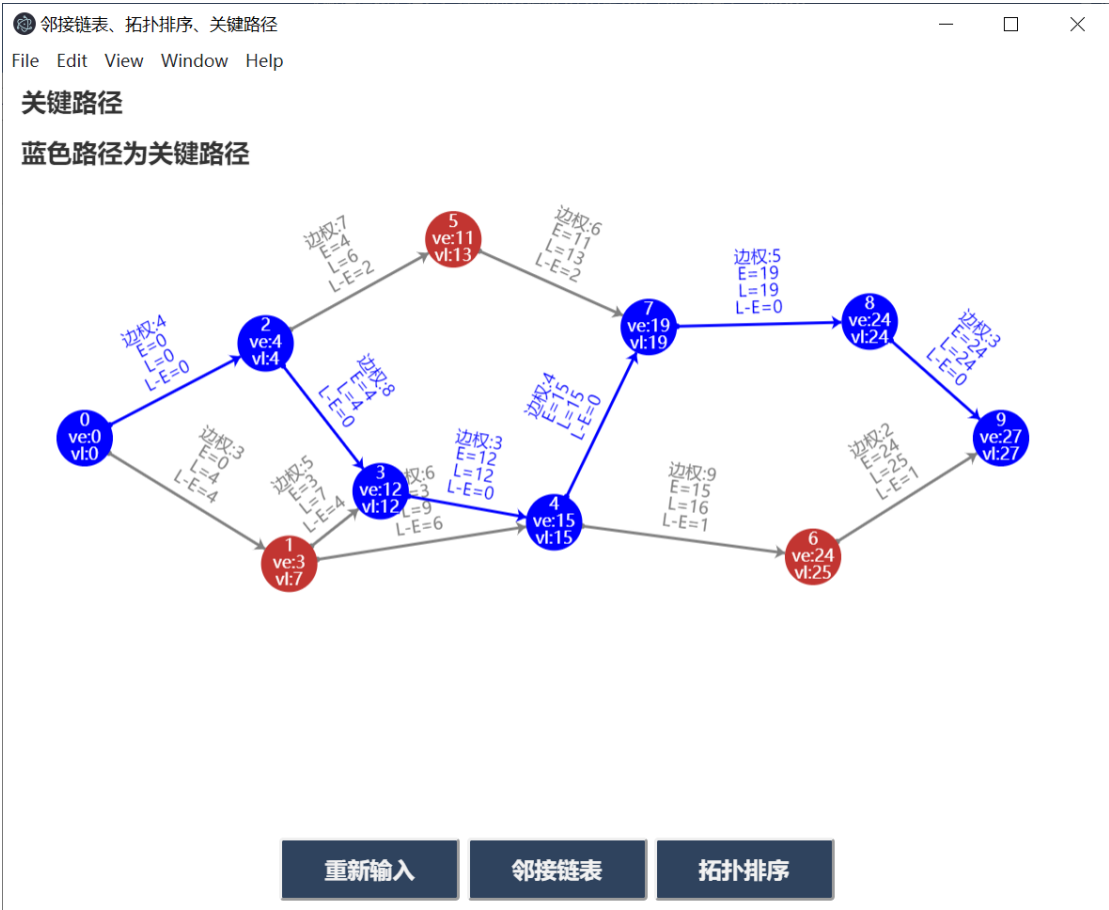 邻接链表、拓扑排序、关键路径
File Edit View Window Help
关键路径
蓝色路径为关键路径
边权:7
E=4
L=6
L-E=2
5
ve:11
vl:13
边权:6
E=11
L=13
L-E=2
边权:4
E=0
L=0
L-E=0
2
ve:4
vl:4
边权:8
E=4
L=4
L-E=0
7
ve:19
vl:19
边权:5
E=19
L=19
L-E=0
8
ve:24
vl:24
边权:3
E=24
L=24
L-E=0
0
ve:0
vl:0
边权:3
E=0
L=4
L-E=4
边权:5
E=3
L=7
L-E=4
3
ve:12
vl:12
权:6
=3
L=9
L-E=6
边权:3
E=12
L=12
L-E=0
边权:4
E=15
L=15
L-E=0
4
ve:15
vl:15
边权:9
E=15
L=16
L-E=1
边权:2
E=24
L=25
L-E=1
9
ve:27
vl:27
1
ve:3
vl:7
6
ve:24
vl:25
重新输入
邻接链表
拓扑排序